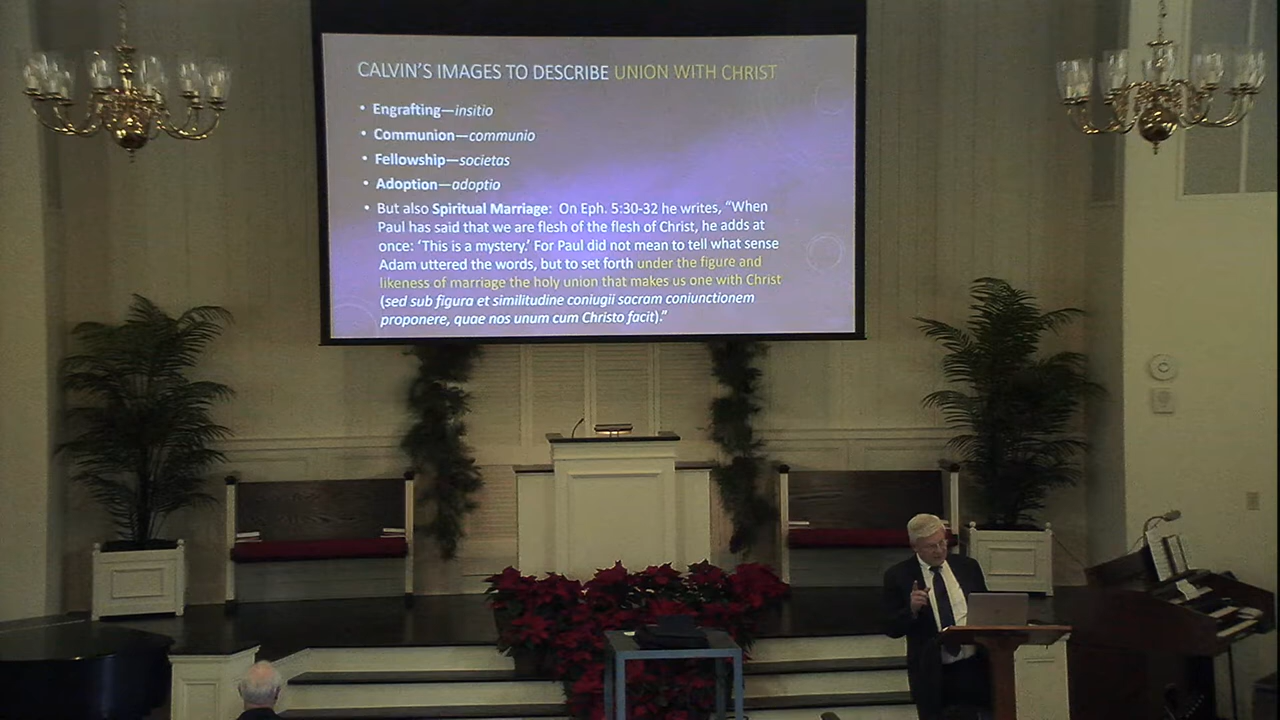 CALVIN'S IMAGES TO DESCRIBE UNION WITH CHRIST
• Engrafting—insitio
• Communion—communio
• Fellowship—societas
• Adoption—adoptio
• But also Spiritual Marriage: On Eph. 5:30-32 he writes, "When
Paul has said that we are flesh of the flesh of Christ, he adds at
once: 'This is a mystery.' For Paul did not mean to tell what sense
Adam uttered the words, but to set forth under the figure and
likeness of marriage the holy union that makes us one with Christ
(sed sub figura et similitudine coniugii sacram coniunctionem
proponere, quae nos unum cum Christo facit)."